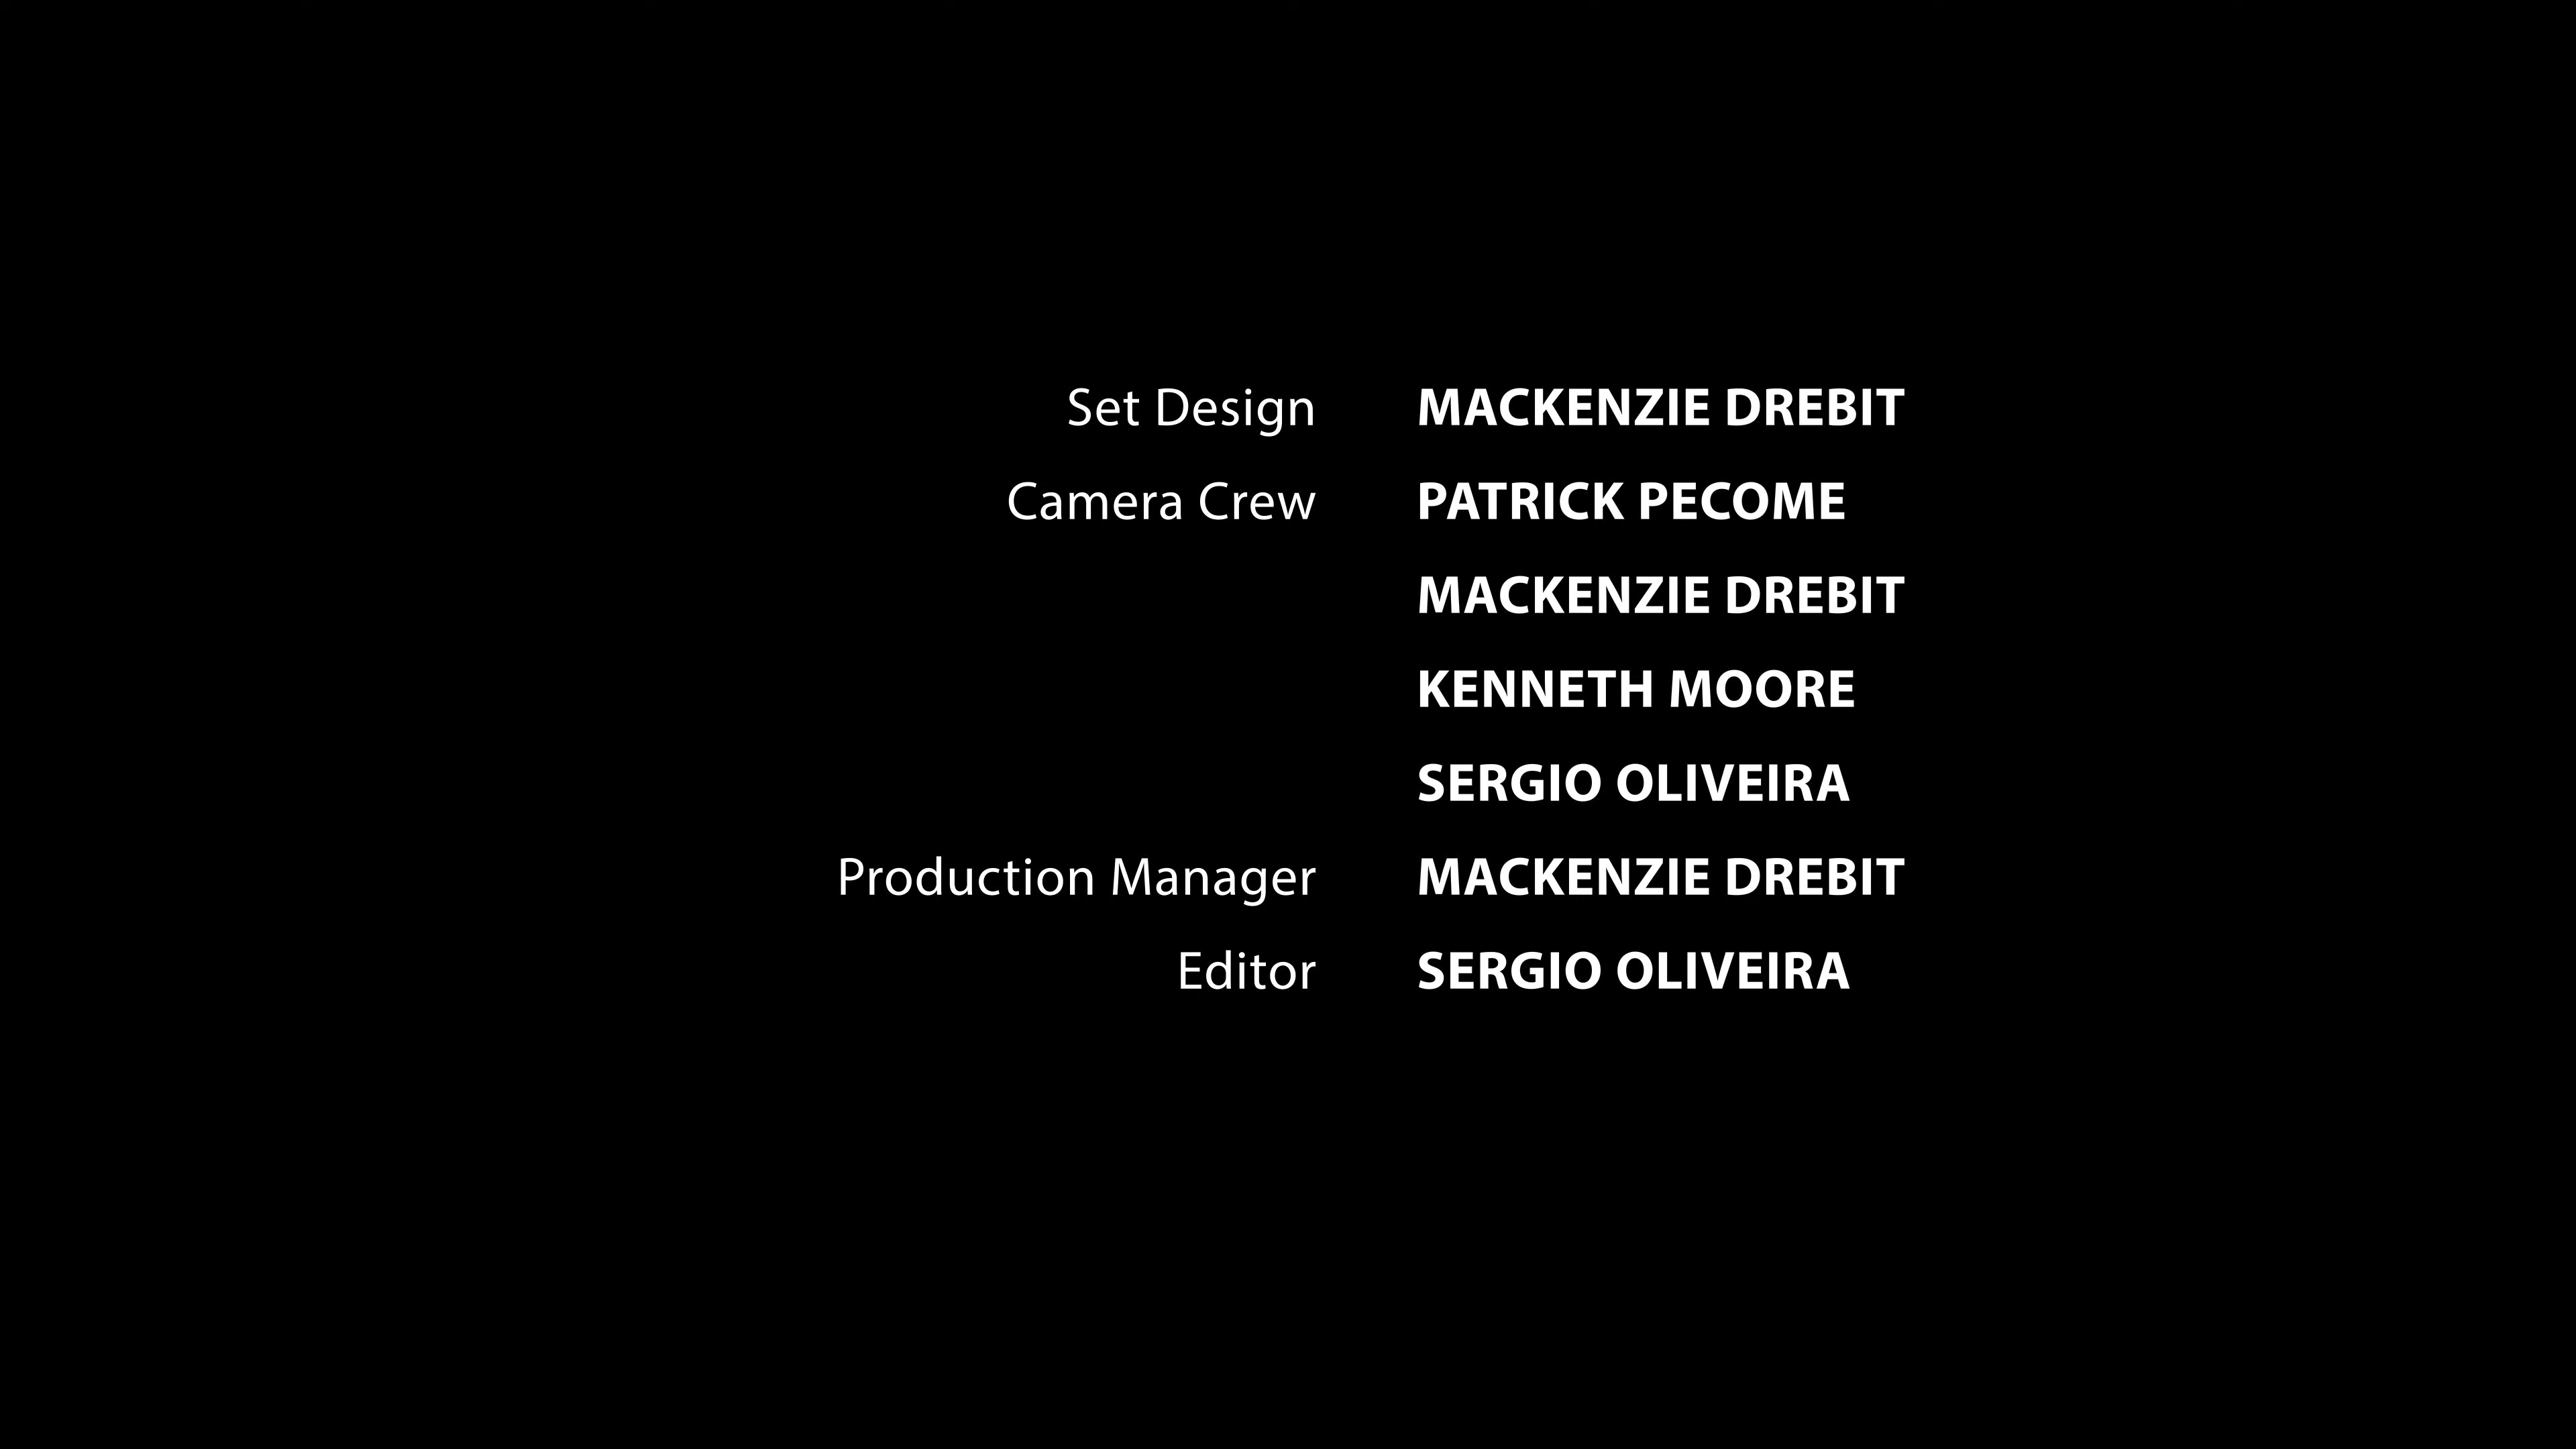 Set Design MACKENZIE DREBIT
Camera Crew PATRICK PECOME
MACKENZIE DREBIT
KENNETH MOORE
SERGIO OLIVEIRA
Production Manager MACKENZIE DREBIT
Editor SERGIO OLIVEIRA